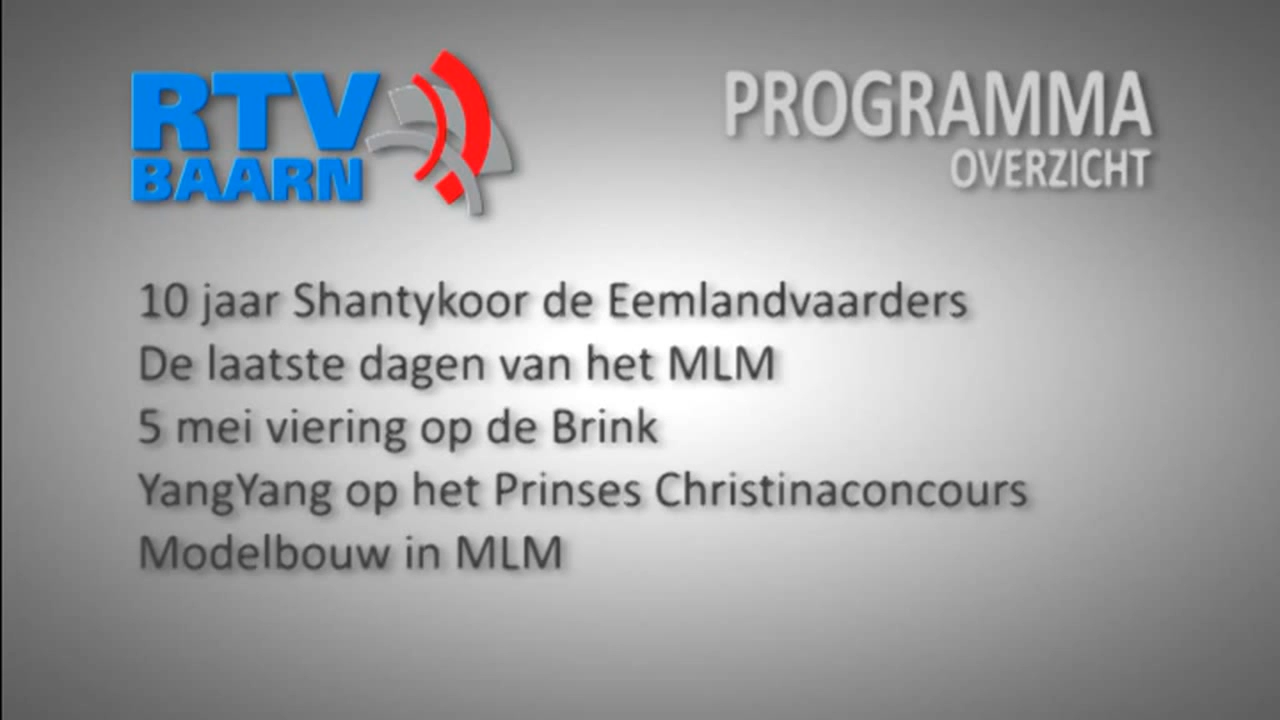 RTV
BAARN
PROGRAMMA
OVERZICHT
10 jaar Shantykoor de Eemlandvaarders
De laatste dagen van het MLM
5 mei viering op de Brink
YangYang op het Prinses Christinaconcours
Modelbouw in MLM